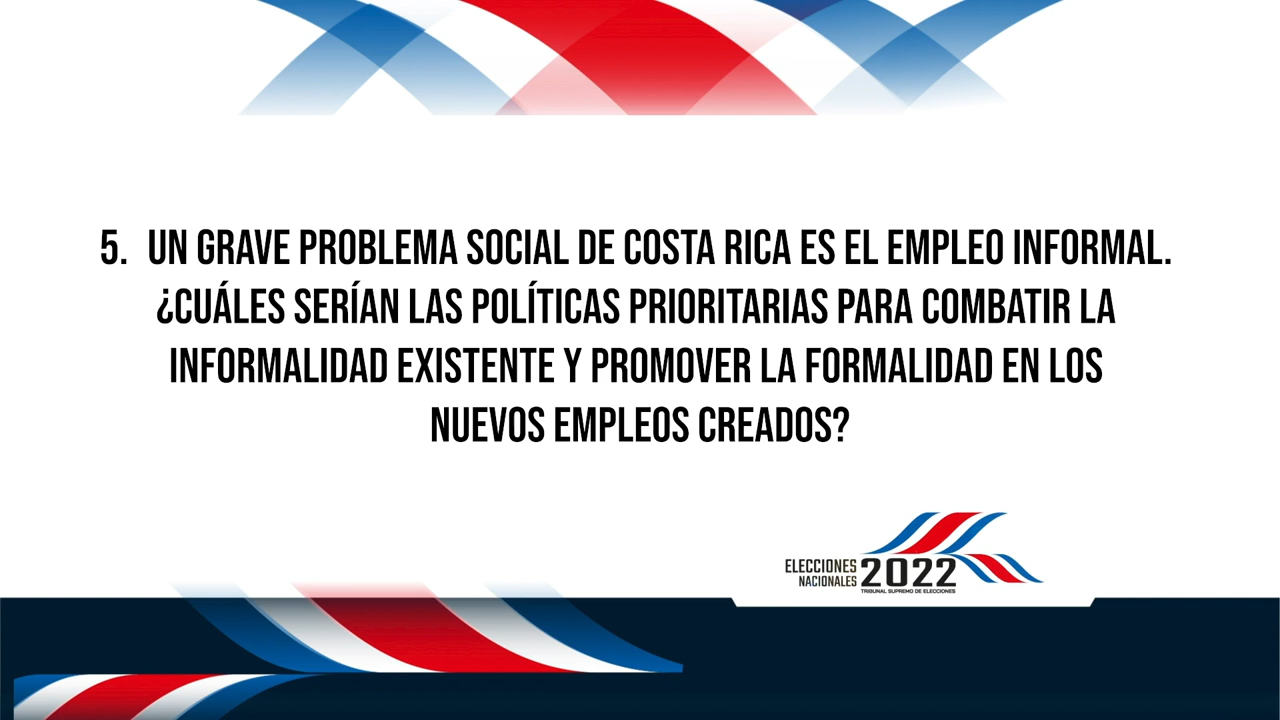 5. UN GRAVE PROBLEMA SOCIAL DE COSTA RICA ES EL EMPLEO INFORMAL.
¿CUÁLES SERÍAN LAS POLÍTICAS PRIORITARIAS PARA COMBATIR LA
INFORMALIDAD EXISTENTE Y PROMOVER LA FORMALIDAD EN LOS
NUEVOS EMPLEOS CREADOS?
ELECCIONES
NACIONALES
2022
TRIBUNAL SUPREMO DE ELECCIONES